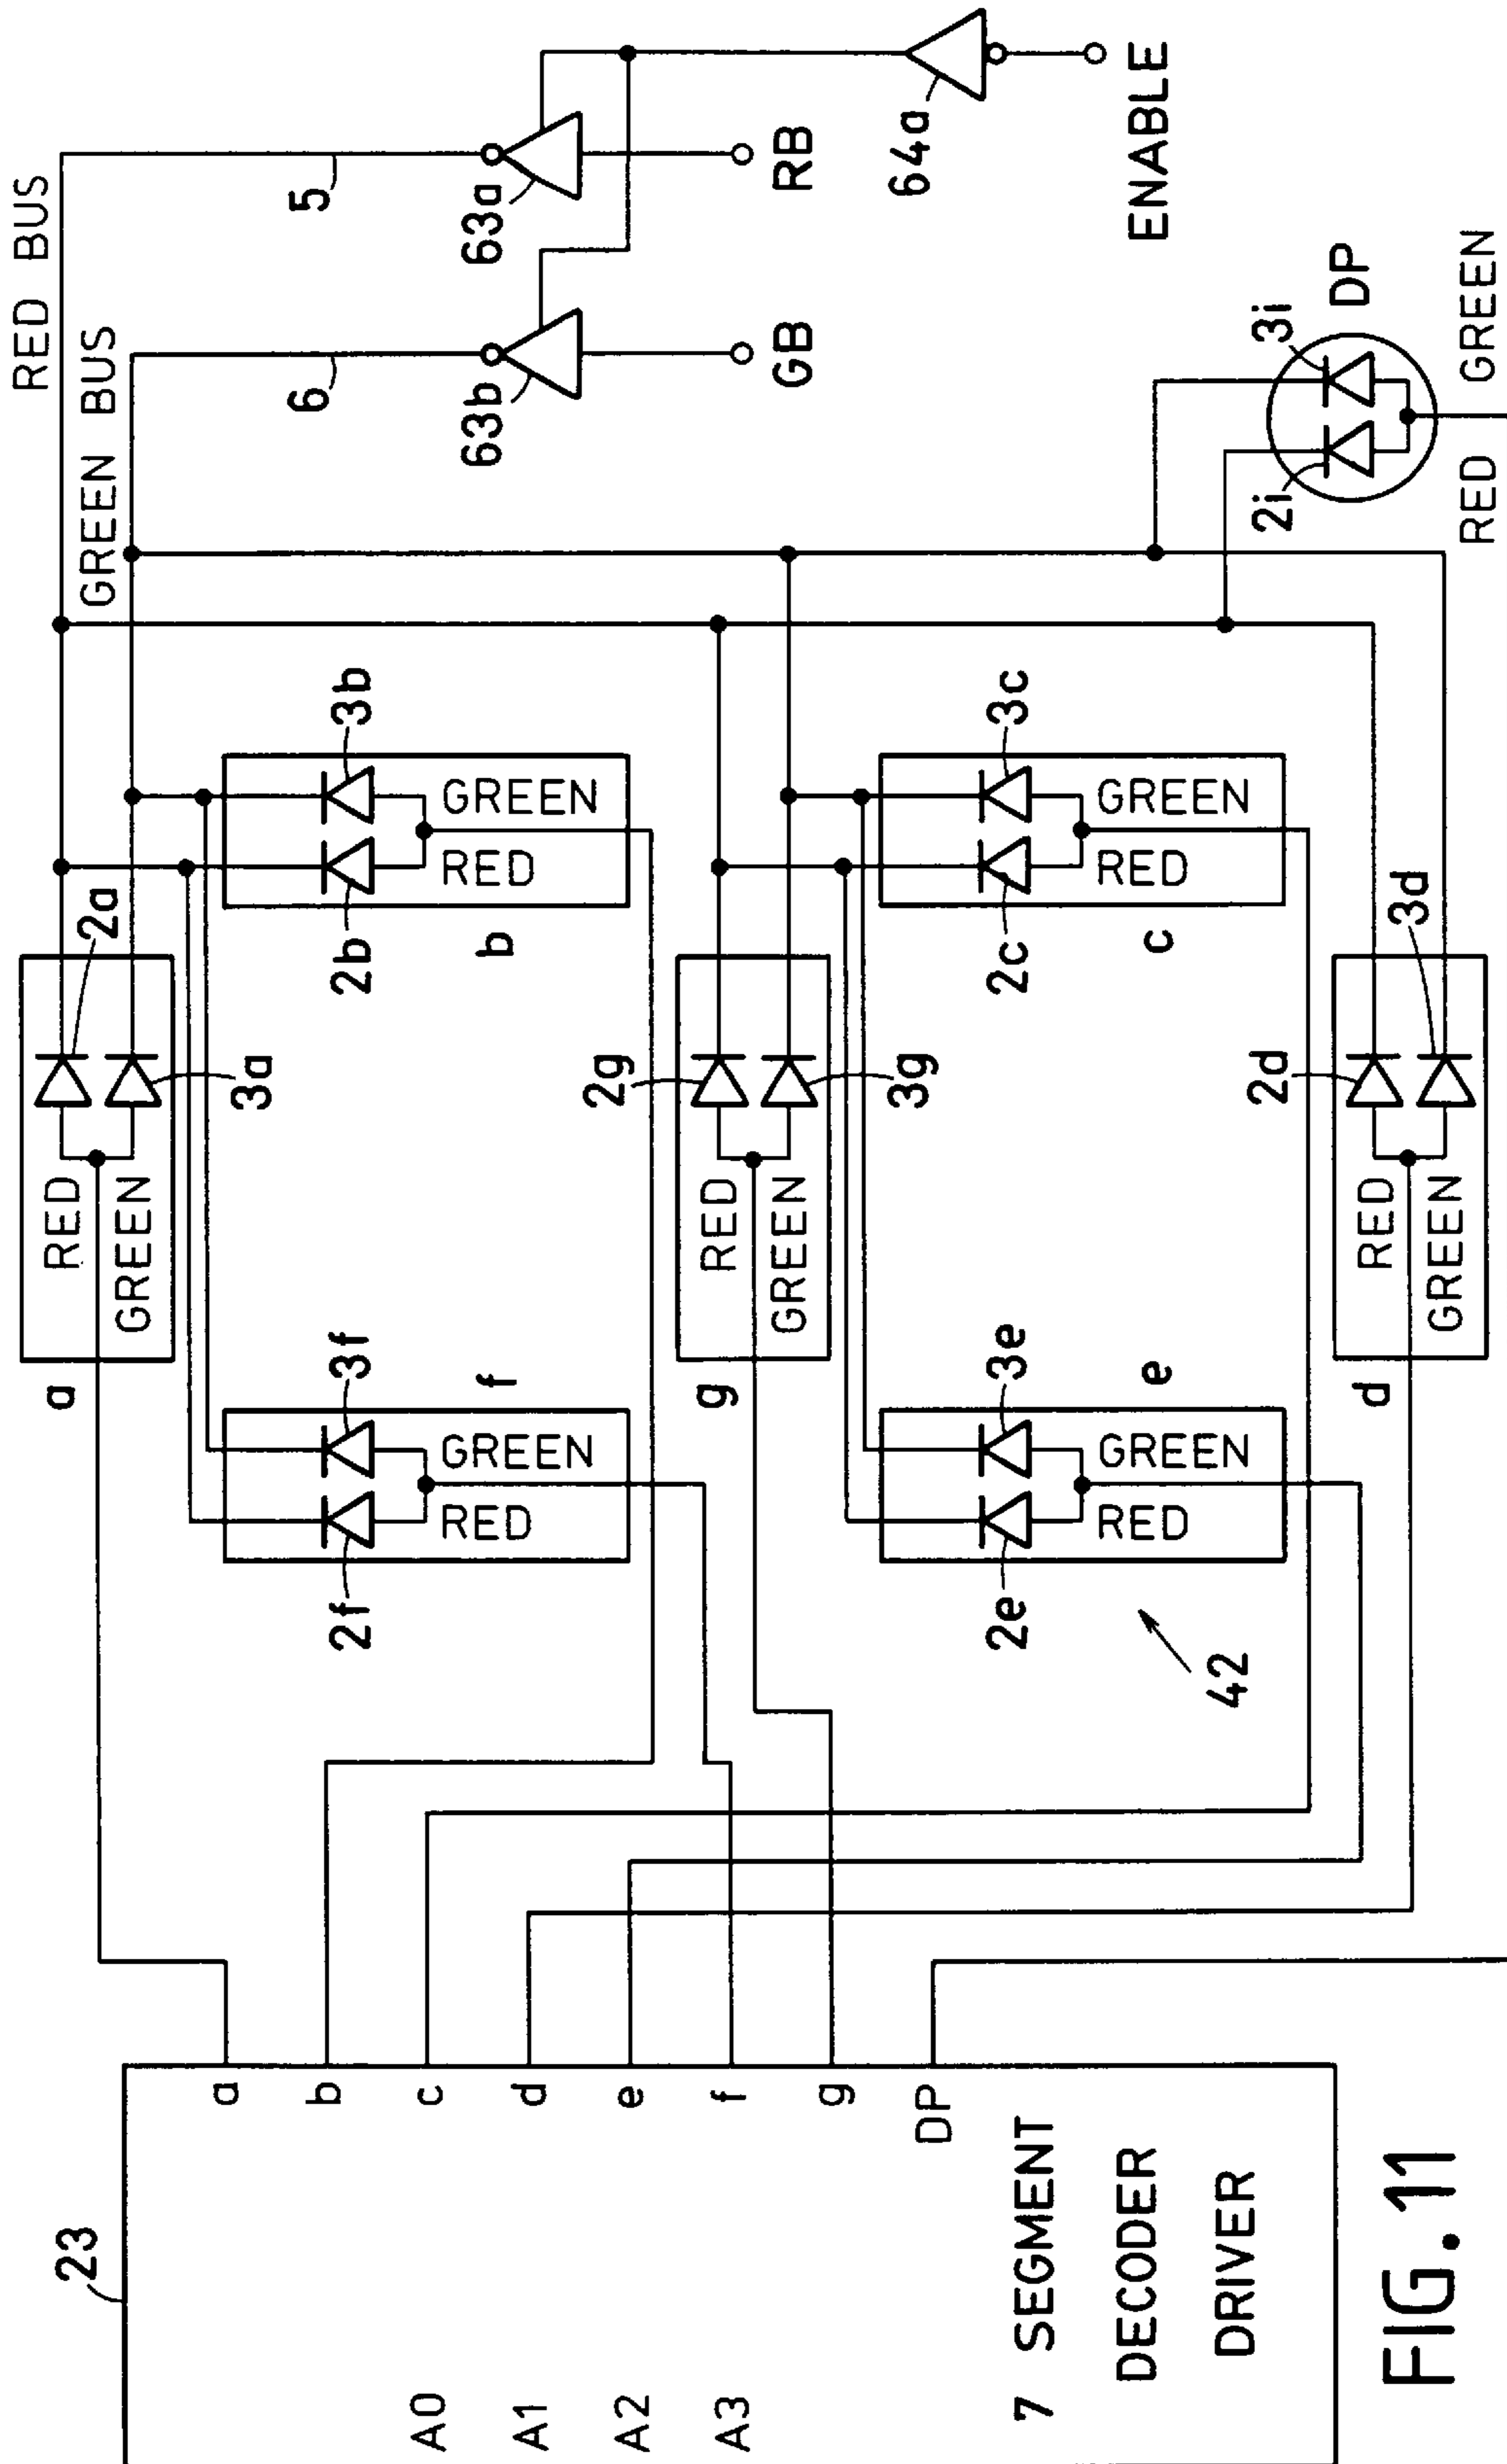 RED BUS
GREEN BUS
5
6
63a
63b
RB
GB
64a
ENABLE
23
a
b
c
d
e
f
g
DP
A0
A1
A2
A3
7 SEGMENT
DECODER
DRIVER
a
RED
GREEN
2a
3a
f
2f
3f
RED
GREEN
b
2b
3b
RED
GREEN
g
RED
GREEN
2g
3g
e
2e
3e
RED
GREEN
c
2c
3c
RED
GREEN
42
d
RED
GREEN
2d
3d
DP
2i
3i
RED
GREEN
FIG. 11